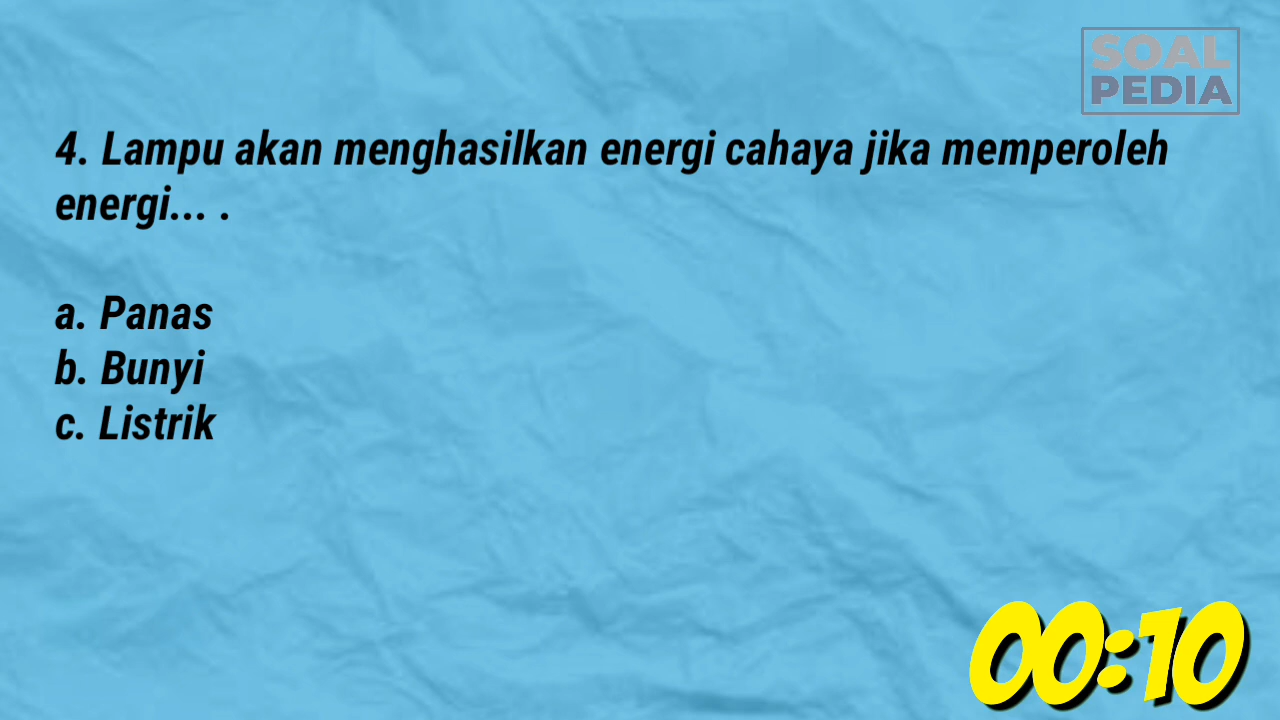 SOAL
PEDIA
4. Lampu akan menghasilkan energi cahaya jika memperoleh
energi... .
a. Panas
b. Bunyi
c. Listrik
00:10